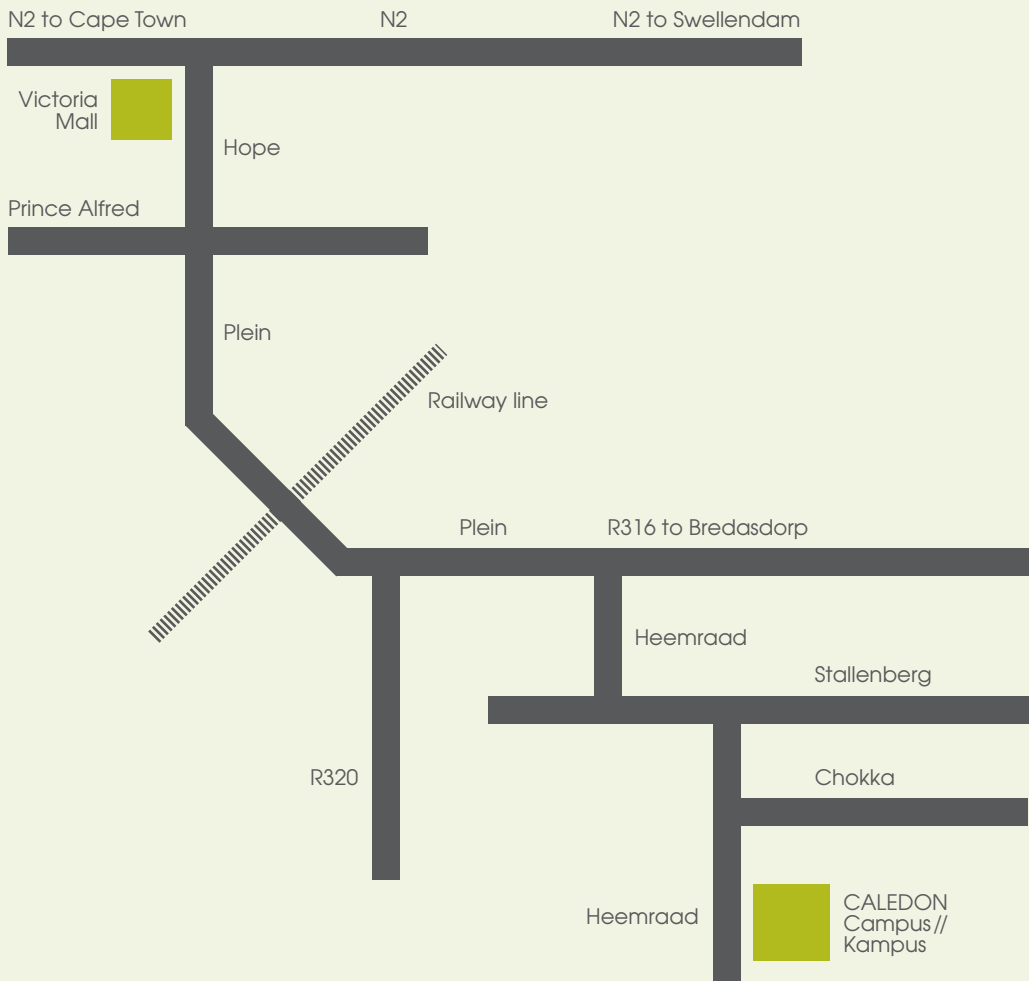 N2 to Cape Town
N2
N2 to Swellendam
Victoria
Mall
Hope
Prince Alfred
Plein
Railway line
Plein
R316 to Bredasdorp
Heemraad
Stallenberg
R320
Chokka
Heemraad
CALEDON
Campus//
Kampus